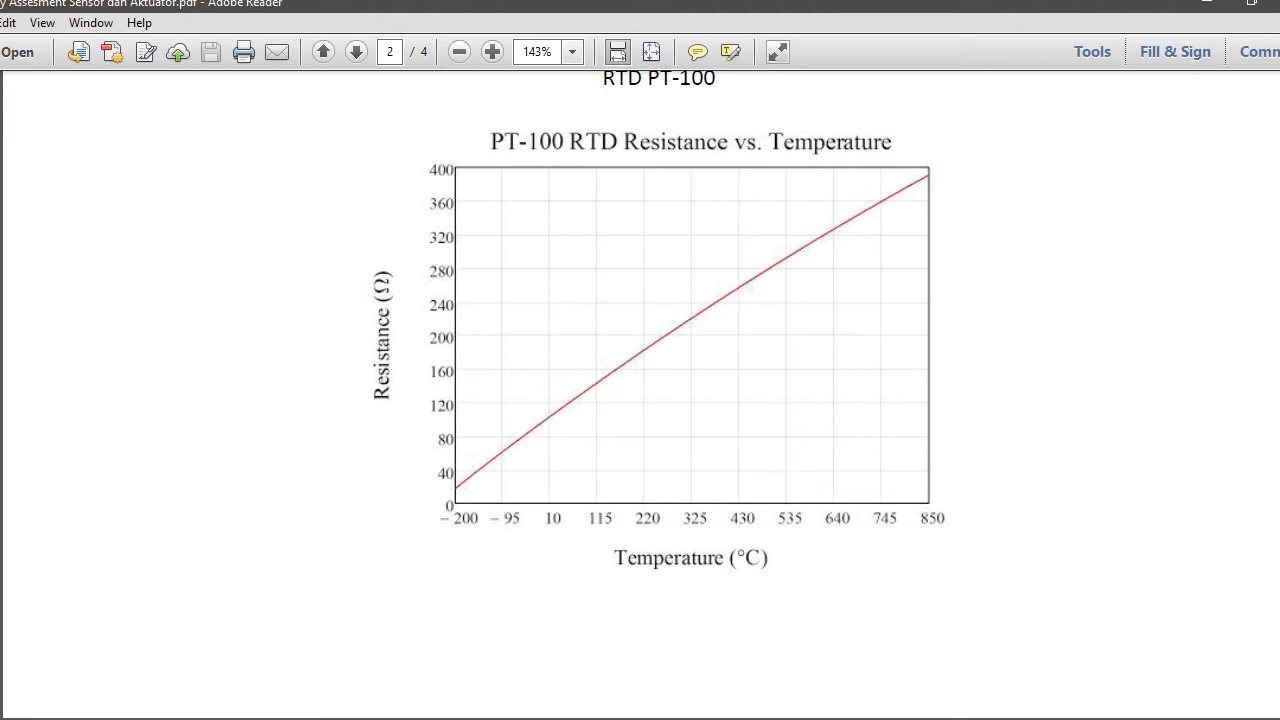 y Assesment Sensor dan Aktuator.pdf - Adobe Reader
Edit View Window Help
Open 2 / 4 143% Tools Fill & Sign Comm
RTD PT-100
PT-100 RTD Resistance vs. Temperature
400
360
320
280
240
200
160
120
80
40
0
Resistance (Ω)
– 200 – 95 10 115 220 325 430 535 640 745 850
Temperature (°C)